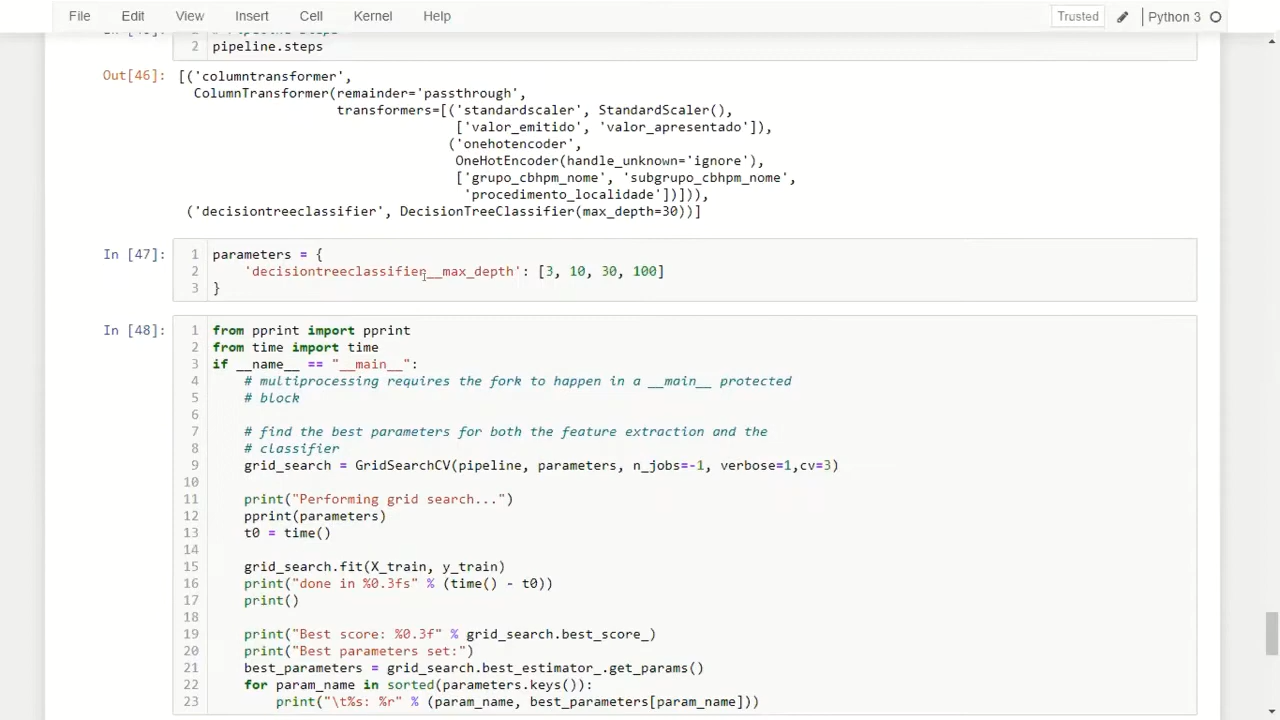 File Edit View Insert Cell Kernel Help Trusted Python 3
2 pipeline.steps
Out[46]: [('columntransformer',
ColumnTransformer(remainder='passthrough',
transformers=[('standardscaler', StandardScaler(),
['valor_emitido', 'valor_apresentado']),
('onehotencoder',
OneHotEncoder(handle_unknown='ignore'),
['grupo_cbhpm_nome', 'subgrupo_cbhpm_nome',
'procedimento_localidade'])])),
('decisiontreeclassifier', DecisionTreeClassifier(max_depth=30))]
In [47]: 1 parameters = {
2 'decisiontreeclassifier__max_depth': [3, 10, 30, 100]
3 }
In [48]: 1 from pprint import pprint
2 from time import time
3 if __name__ == "__main__":
4 # multiprocessing requires the fork to happen in a __main__ protected
5 # block
6
7 # find the best parameters for both the feature extraction and the
8 # classifier
9 grid_search = GridSearchCV(pipeline, parameters, n_jobs=-1, verbose=1,cv=3)
10
11 print("Performing grid search...")
12 pprint(parameters)
13 t0 = time()
14
15 grid_search.fit(X_train, y_train)
16 print("done in %0.3fs" % (time() - t0))
17 print()
18
19 print("Best score: %0.3f" % grid_search.best_score_)
20 print("Best parameters set:")
21 best_parameters = grid_search.best_estimator_.get_params()
22 for param_name in sorted(parameters.keys()):
23 print("\t%s: %r" % (param_name, best_parameters[param_name]))